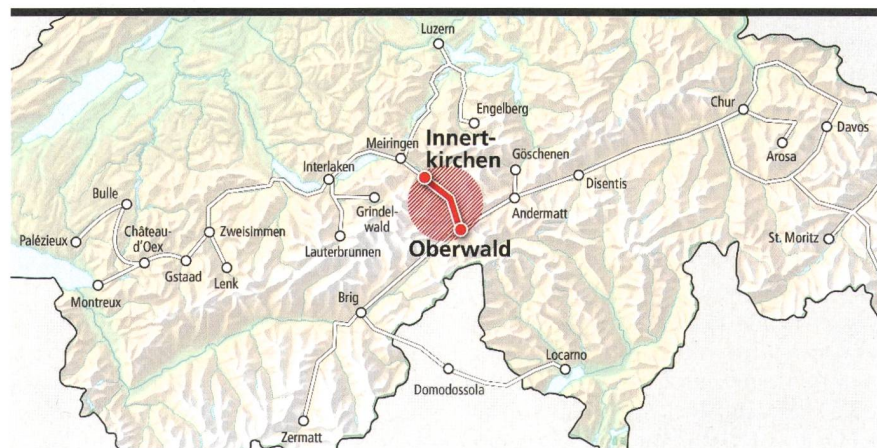 Luzern
Engelberg
Chur
Davos
Arosa
Meiringen
Innert-
kirchen
Göschenen
Interlaken
Disentis
Bulle
Grindel-
wald
Andermatt
Château-
d'Oex
Zweisimmen
Palézieux
Lauterbrunnen
Oberwald
St. Moritz
Gstaad
Lenk
Montreux
Brig
Locarno
Domodossola
Zermatt